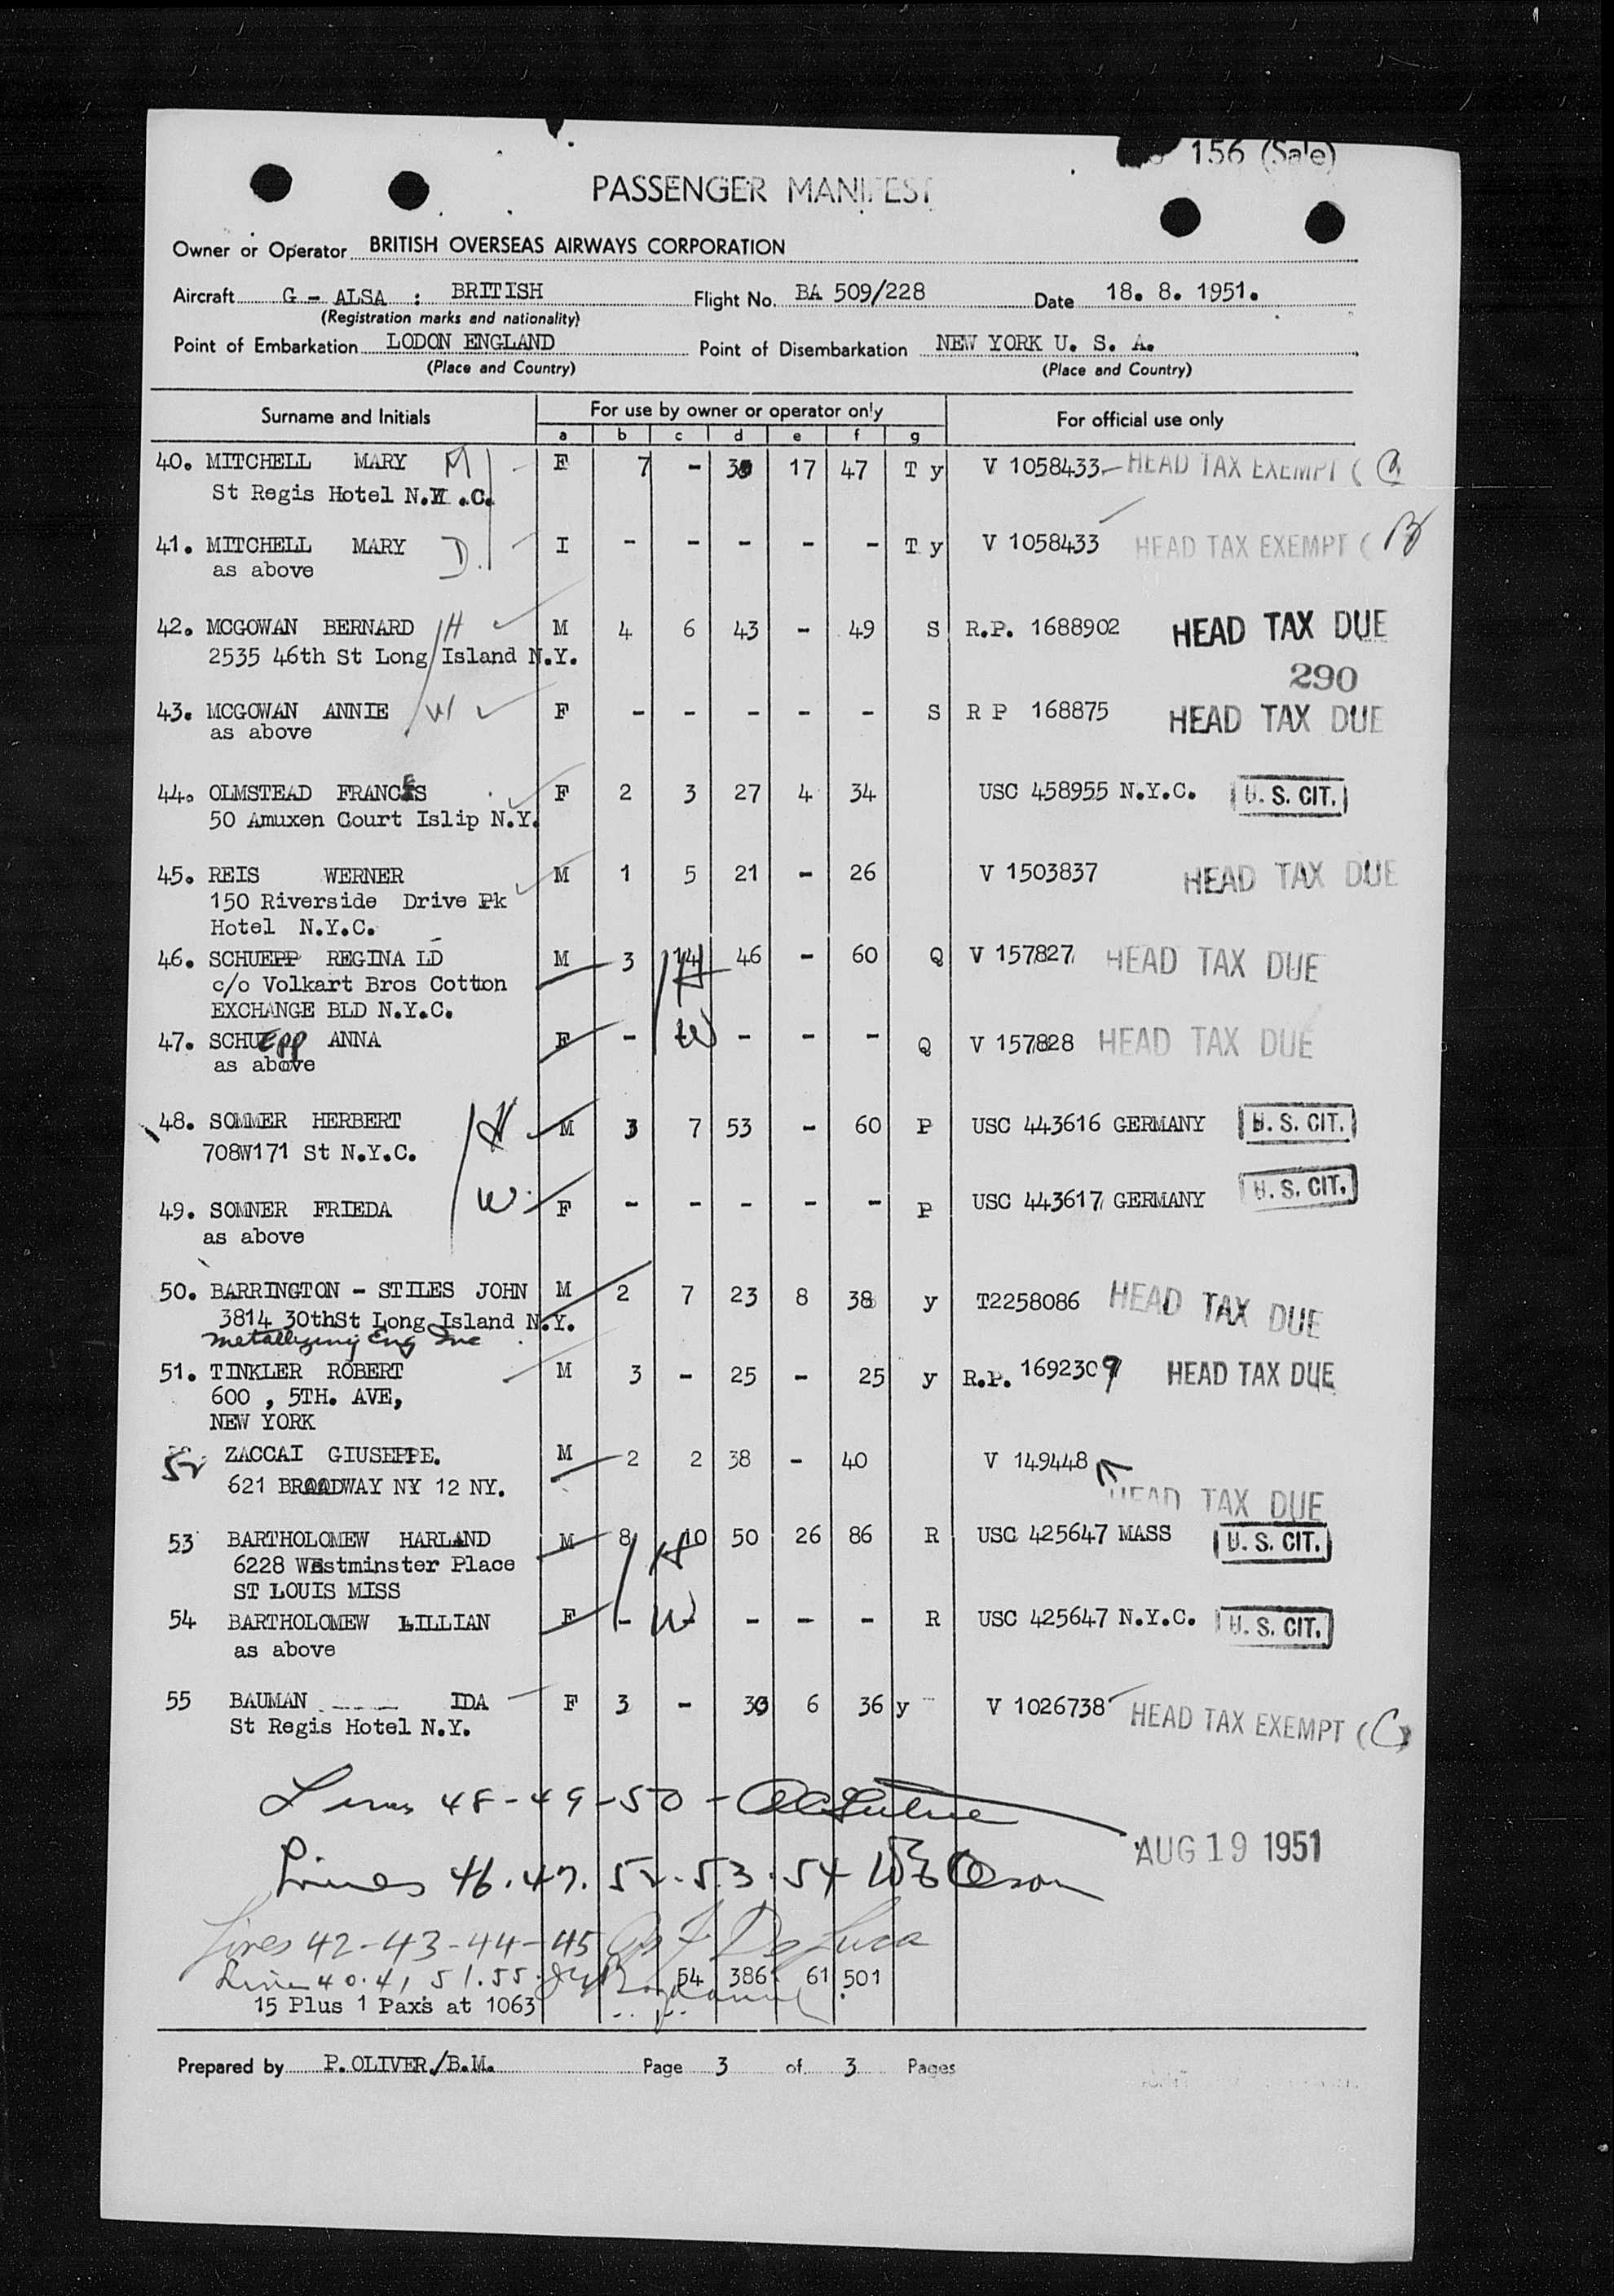 156 (Sale)
PASSENGER MANIFEST
Owner or Operator BRITISH OVERSEAS AIRWAYS CORPORATION
Aircraft G - ALSA : BRITISH Flight No. BA 509/228 Date 18. 8. 1951.
(Registration marks and nationality)
Point of Embarkation LODON ENGLAND Point of Disembarkation NEW YORK U. S. A.
(Place and Country) (Place and Country)
Surname and Initials For use by owner or operator only For official use only
a b c d e f g
40. MITCHELL MARY M F 7 - 30 17 47 T y V 1058433 HEAD TAX EXEMPT (
St Regis Hotel N.Y.C.
41. MITCHELL MARY D. I - - - - - T y V 1058433 HEAD TAX EXEMPT (
as above
42. MCGOWAN BERNARD H M 4 6 43 - 49 S R.P. 1688902 HEAD TAX DUE
2535 46th St Long Island N.Y.
290
43. MCGOWAN ANNIE W F - - - - - S R P 168875 HEAD TAX DUE
as above
44. OLMSTEAD FRANCES F 2 3 27 4 34 USC 458955 N.Y.C. U. S. CIT.
50 Amuxen Court Islip N.Y.
45. REIS WERNER M 1 5 21 - 26 V 1503837 HEAD TAX DUE
150 Riverside Drive Pk
Hotel N.Y.C.
46. SCHUEPP REGINA LD M 3 14 H 46 - 60 Q V 157827 HEAD TAX DUE
c/o Volkart Bros Cotton
EXCHANGE BLD N.Y.C.
47. SCHUEPP ANNA F - W - - - Q V 157828 HEAD TAX DUE
as above
48. SOMMER HERBERT H M 3 7 53 - 60 P USC 443616 GERMANY U. S. CIT.
708W171 St N.Y.C.
49. SOMNER FRIEDA W F - - - - - P USC 443617 GERMANY U. S. CIT.
as above
50. BARRINGTON - STILES JOHN M 2 7 23 8 38 y T2258086 HEAD TAX DUE
3814 30thSt Long Island N.Y.
Metallizing Eng Inc
51. TINKLER ROBERT M 3 - 25 - 25 y R.P. 1692309 HEAD TAX DUE
600 , 5TH. AVE,
NEW YORK
52 ZACCAI GIUSEPPE. M 2 2 38 - 40 V 149448
621 BROADWAY NY 12 NY.
HEAD TAX DUE
53 BARTHOLOMEW HARLAND M 8 10 H 50 26 86 R USC 425647 MASS U. S. CIT.
6228 Westminster Place
ST LOUIS MISS
54 BARTHOLOMEW LILLIAN F - W - - - R USC 425647 N.Y.C. U. S. CIT.
as above
55 BAUMAN IDA F 3 - 30 6 36 y V 1026738 HEAD TAX EXEMPT (C)
St Regis Hotel N.Y.
Lines 48-49-50 -
AUG 19 1951
Lines 46. 47. 52. 53. 54 Olson
Lines 42-43-44-45 De Luca
Lines 40. 41 51. 55. 54 386 61 501
15 Plus 1 Paxs at 1063
Prepared by P. OLIVER./B.M. Page 3 of 3 Pages